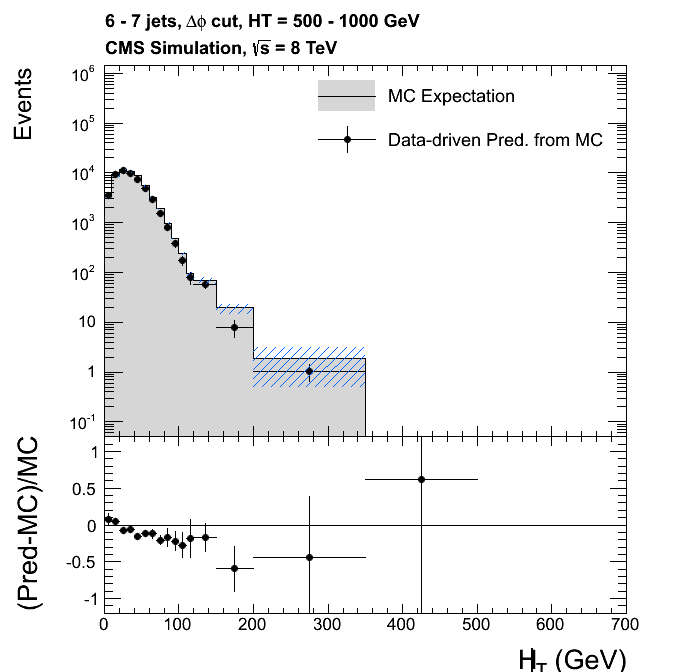 6 - 7 jets, Δϕ cut, HT = 500 - 1000 GeV
CMS Simulation, √s = 8 TeV
Events
10⁶
10⁵
10⁴
10³
10²
10
1
10⁻¹
MC Expectation
Data-driven Pred. from MC
(Pred-MC)/MC
1
0.5
0
-0.5
-1
0 100 200 300 400 500 600 700
H̸T (GeV)